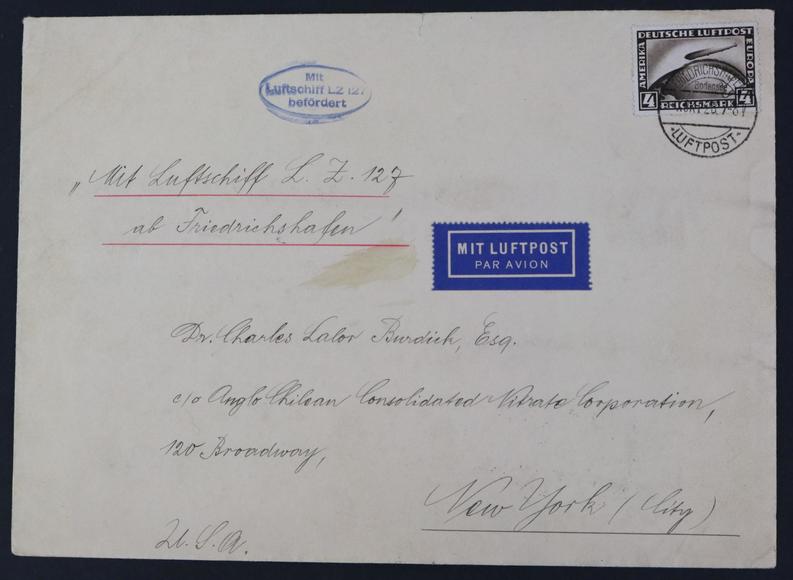 DEUTSCHE LUFTPOST
AMERIKA
EUROPA
4 REICHSMARK 4
FRIEDRICHSHAFEN
Bodensee
LUFTPOST
Mit
Luftschiff LZ 127
befördert
„Mit Luftschiff L. Z. 127
ab Friedrichshafen"
MIT LUFTPOST
PAR AVION
Dr. Charles Lalor Burdick, Esq.
c/o Anglo Chilean Consolidated Nitrate Corporation,
120 Broadway,
New York (City)
U. S. A.